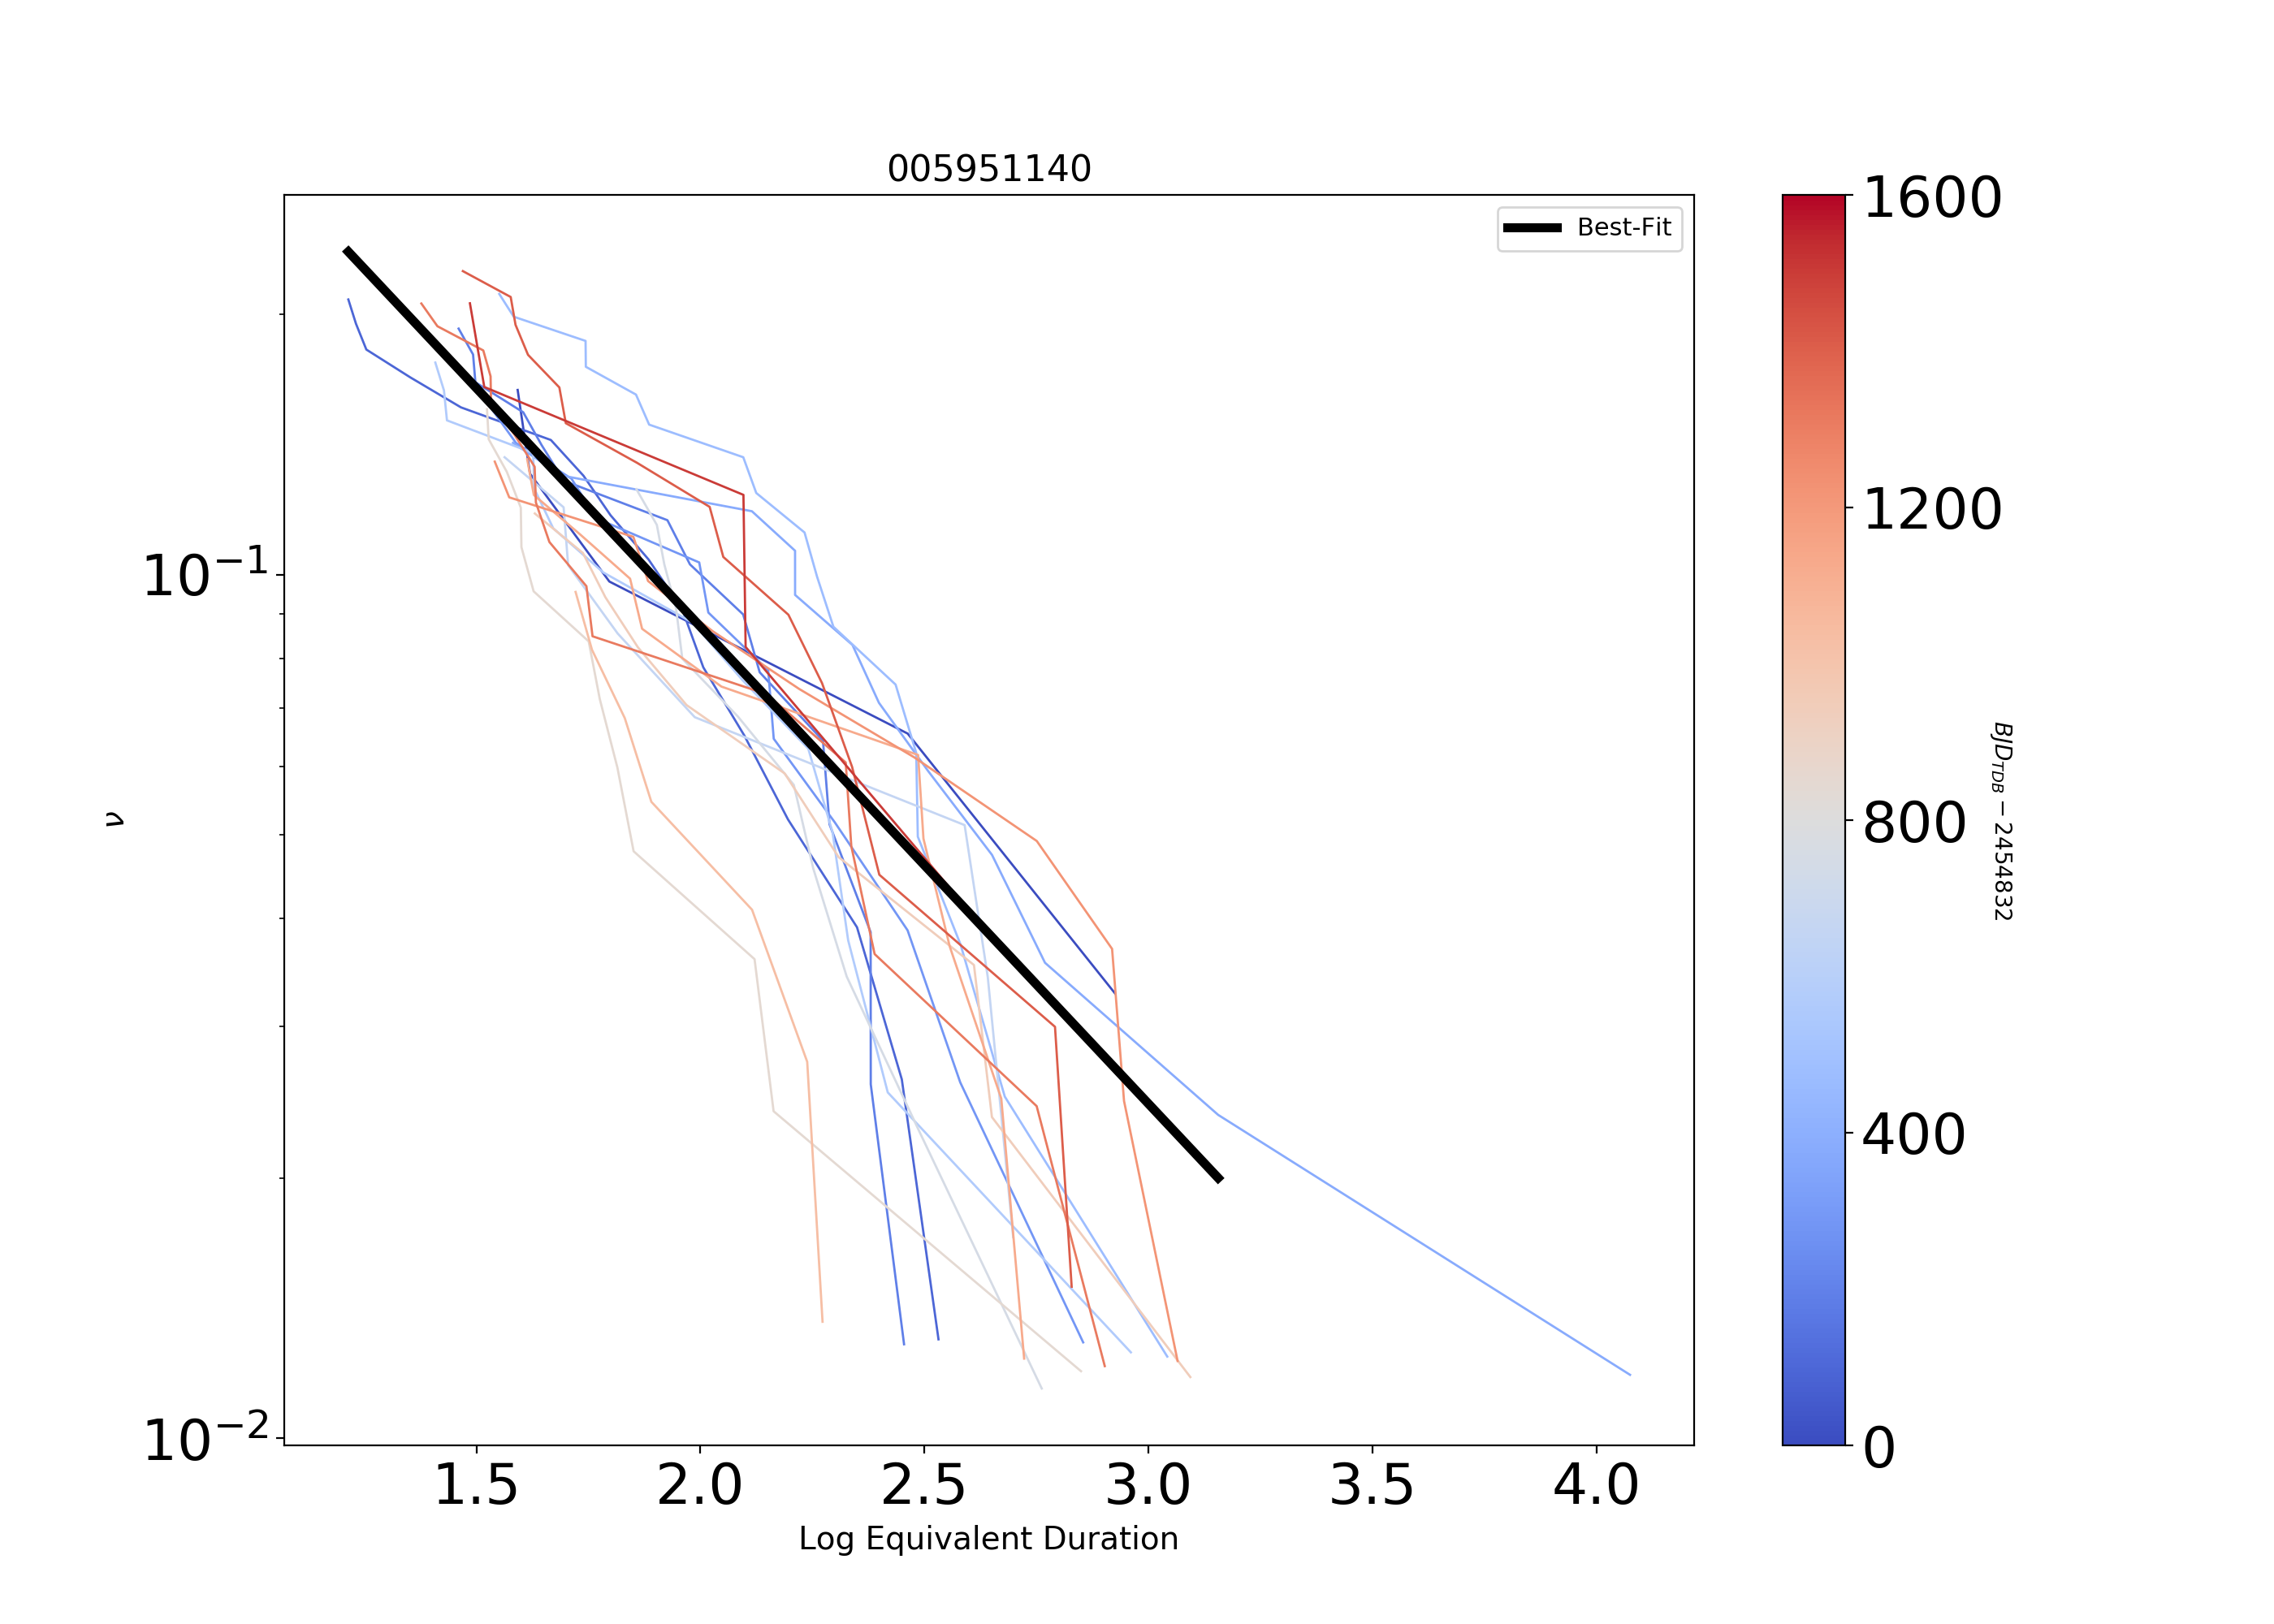 005951140
Best-Fit
10⁻¹
10⁻²
ν
1.5 2.0 2.5 3.0 3.5 4.0
Log Equivalent Duration
1600
1200
800
400
0
BJD_TDB − 2454832